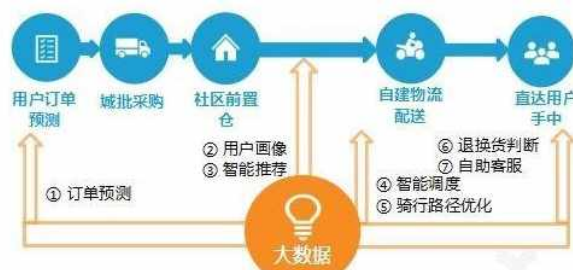 用户订单
预测
城批采购
社区前置
仓
自建物流
配送
直达用户
手中
① 订单预测
② 用户画像
③ 智能推荐
④ 智能调度
⑤ 骑行路径优化
⑥ 退换货判断
⑦ 自助客服
大数据